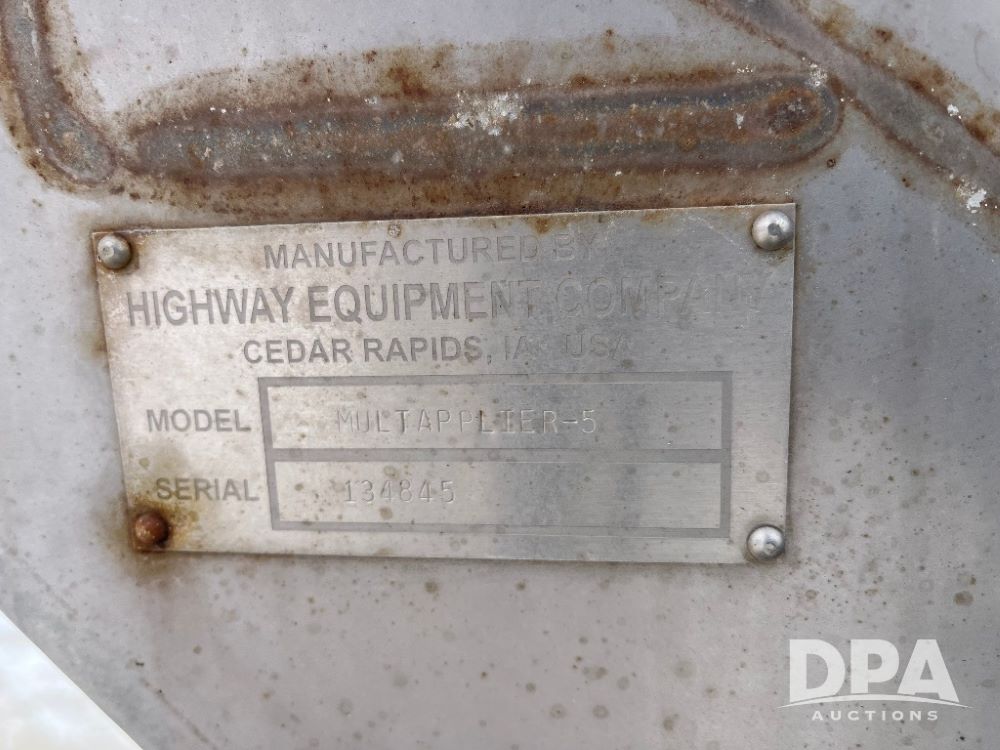 MANUFACTURED BY
HIGHWAY EQUIPMENT COMPANY
CEDAR RAPIDS, IA USA
MODEL MULTAPPLIER-5
SERIAL 134845
DPA
AUCTIONS